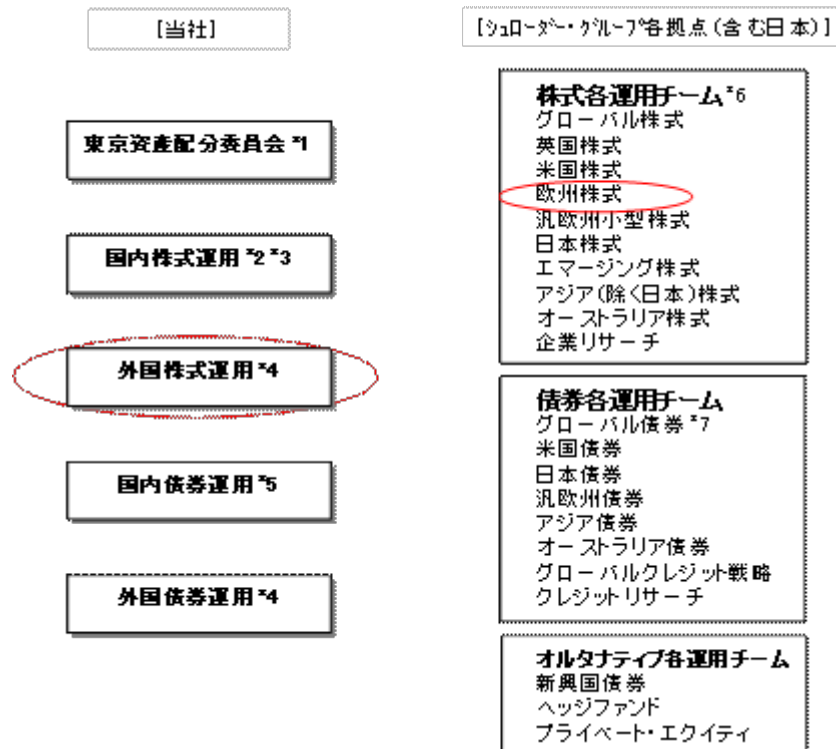 [当社]
東京資産配分委員会 *1
国内株式運用 *2 *3
外国株式運用 *4
国内債券運用 *5
外国債券運用 *4
[シュローダー・グループ各拠点(含む日本)]
株式各運用チーム *6
グローバル株式
英国株式
米国株式
欧州株式
汎欧州小型株式
日本株式
エマージング株式
アジア(除く日本)株式
オーストラリア株式
企業リサーチ
債券各運用チーム
グローバル債券 *7
米国債券
日本債券
汎欧州債券
アジア債券
オーストラリア債券
グローバルクレジット戦略
クレジットリサーチ
オルタナティブ各運用チーム
新興国債券
ヘッジファンド
プライベート・エクイティ